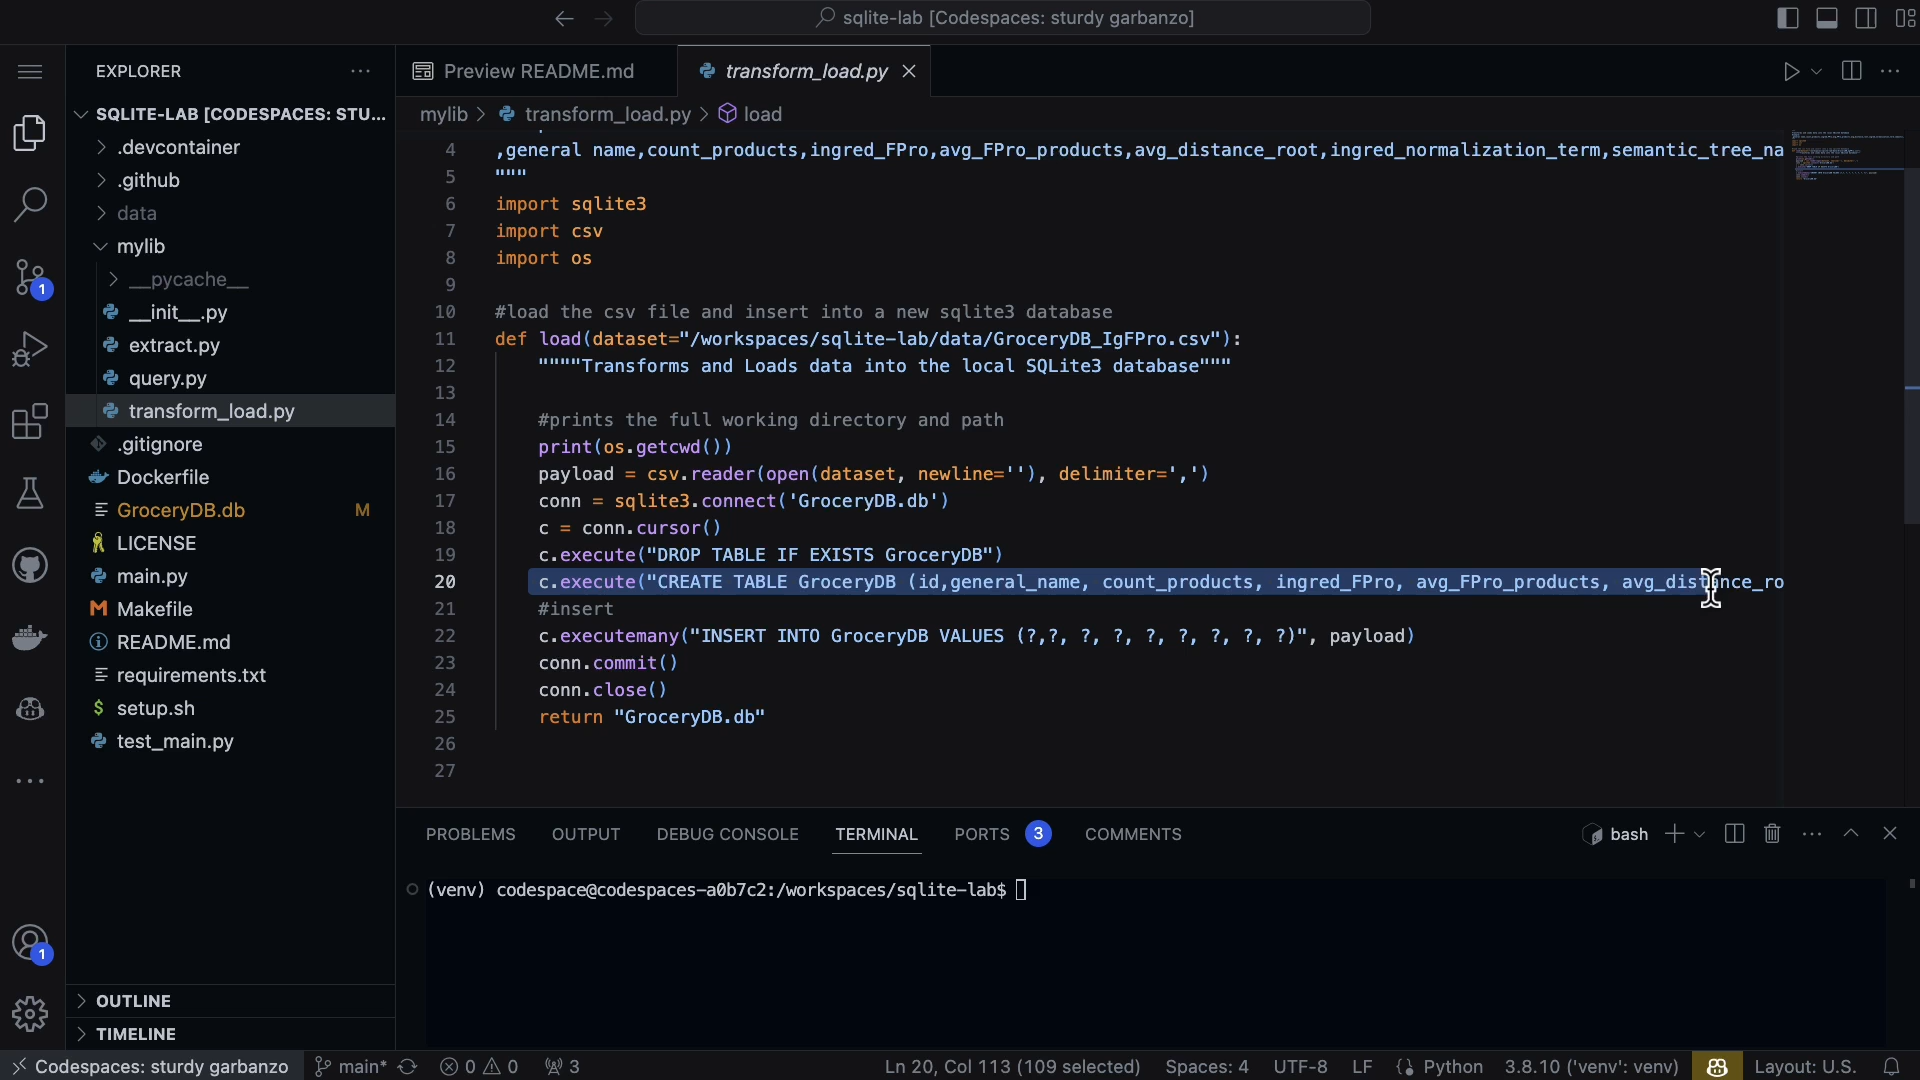 sqlite-lab [Codespaces: sturdy garbanzo]
EXPLORER
SQLITE-LAB [CODESPACES: STU...
.devcontainer
.github
data
mylib
__pycache__
__init__.py
extract.py
query.py
transform_load.py
.gitignore
Dockerfile
GroceryDB.db M
LICENSE
main.py
Makefile
README.md
requirements.txt
setup.sh
test_main.py
OUTLINE
TIMELINE
1
1
Preview README.md
transform_load.py
mylib > transform_load.py > load
4 ,general name,count_products,ingred_FPro,avg_FPro_products,avg_distance_root,ingred_normalization_term,semantic_tree_na
5 """
6 import sqlite3
7 import csv
8 import os
9
10 #load the csv file and insert into a new sqlite3 database
11 def load(dataset="/workspaces/sqlite-lab/data/GroceryDB_IgFPro.csv"):
12 """"Transforms and Loads data into the local SQLite3 database"""
13
14 #prints the full working directory and path
15 print(os.getcwd())
16 payload = csv.reader(open(dataset, newline=''), delimiter=',')
17 conn = sqlite3.connect('GroceryDB.db')
18 c = conn.cursor()
19 c.execute("DROP TABLE IF EXISTS GroceryDB")
20 c.execute("CREATE TABLE GroceryDB (id,general_name, count_products, ingred_FPro, avg_FPro_products, avg_distance_ro
21 #insert
22 c.executemany("INSERT INTO GroceryDB VALUES (?,?, ?, ?, ?, ?, ?, ?, ?)", payload)
23 conn.commit()
24 conn.close()
25 return "GroceryDB.db"
26
27
PROBLEMS OUTPUT DEBUG CONSOLE TERMINAL PORTS 3 COMMENTS bash
(venv) codespace@codespaces-a0b7c2:/workspaces/sqlite-lab$
Codespaces: sturdy garbanzo main* 0 0 3 Ln 20, Col 113 (109 selected) Spaces: 4 UTF-8 LF Python 3.8.10 ('venv': venv) Layout: U.S.